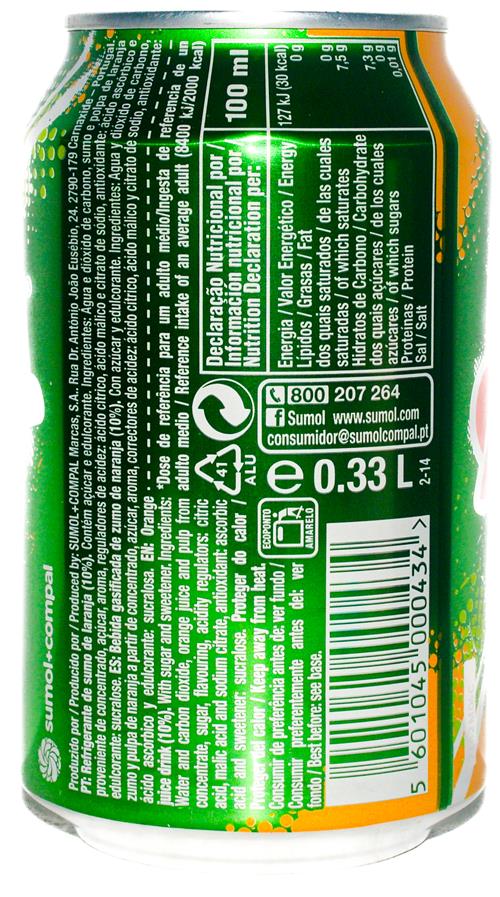 sumol+compal
Produzido por / Producido por / Produced by: SUMOL+COMPAL Marcas, S.A., Rua Dr. António João Eusébio, 24, 2790-179 Carnaxide - Portugal.
PT: Refrigerante de sumo de laranja (10%). Contém açúcar e edulcorante. Ingredientes: Água e dióxido de carbono, sumo e polpa de laranja
proveniente de concentrado, açúcar, aroma, reguladores de acidez: ácido cítrico, ácido málico e citrato de sódio, antioxidante: ácido ascórbico e
edulcorante: sucralose. ES: Bebida gasificada de zumo de naranja (10%). Con azúcar y edulcorante. Ingredientes: Agua y dióxido de carbono,
zumo y pulpa de naranja a partir de concentrado, azúcar, aroma, correctores de acidez: ácido cítrico, ácido málico y citrato de sodio, antioxidante:
ácido ascórbico y edulcorante: sucralosa. EN: Orange
juice drink (10%). With sugar and sweetener. Ingredients:
Water and carbon dioxide, orange juice and pulp from
concentrate, sugar, flavouring, acidity regulators: citric
acid, malic acid and sodium citrate, antioxidant: ascorbic
acid and sweetener: sucralose. Proteger do calor /
Proteger del calor / Keep away from heat.
Consumir de preferência antes de: ver fundo /
Consumir preferentemente antes del: ver
fondo / Best before: see base.
*Dose de referência para um adulto médio/Ingesta de referencia de un
adulto medio / Reference intake of an average adult (8400 kJ/2000 kcal)
Declaração Nutricional por /
Información nutricional por /
Nutrition Declaration per:
100 ml
Energia / Valor Energético / Energy 127 kJ (30 kcal)
Lípidos / Grasas / Fat 0 g
dos quais saturados / de las cuales
saturadas / of which saturates 0 g
Hidratos de Carbono / Carbohydrate 7,5 g
dos quais açúcares / de los cuales
azúcares / of which sugars 7,3 g
Proteínas / Protein 0 g
Sal / Salt 0,01 g
800 207 264
f Sumol www.sumol.com
consumidor@sumolcompal.pt
41
ALU
e 0.33 L
2-14
ECOPONTO
AMARELO
5 601045 000434 >